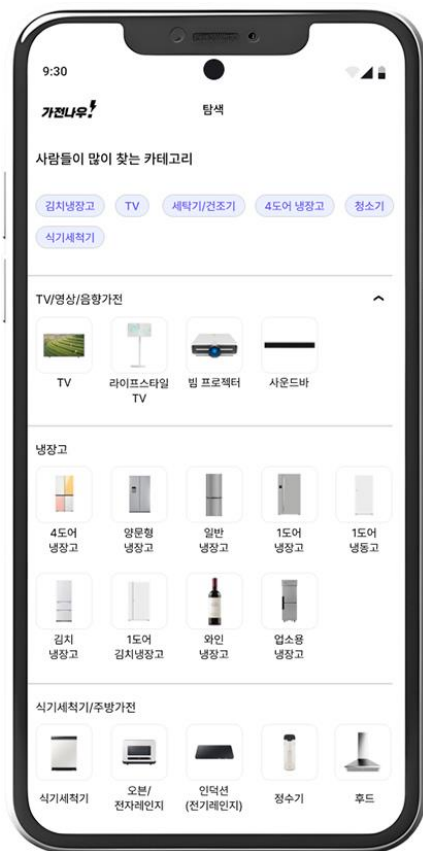 9:30
가전나우!
탐색
사람들이 많이 찾는 카테고리
김치냉장고 TV 세탁기/건조기 4도어 냉장고 청소기
식기세척기
TV/영상/음향가전
TV 라이프스타일 빔 프로젝터 사운드바
TV
냉장고
4도어 양문형 일반 1도어 1도어
냉장고 냉장고 냉장고 냉장고 냉동고
김치 1도어 와인 업소용
냉장고 김치냉장고 냉장고 냉장고
식기세척기/주방가전
식기세척기 오븐/ 인덕션 정수기 후드
전자레인지 (전기레인지)